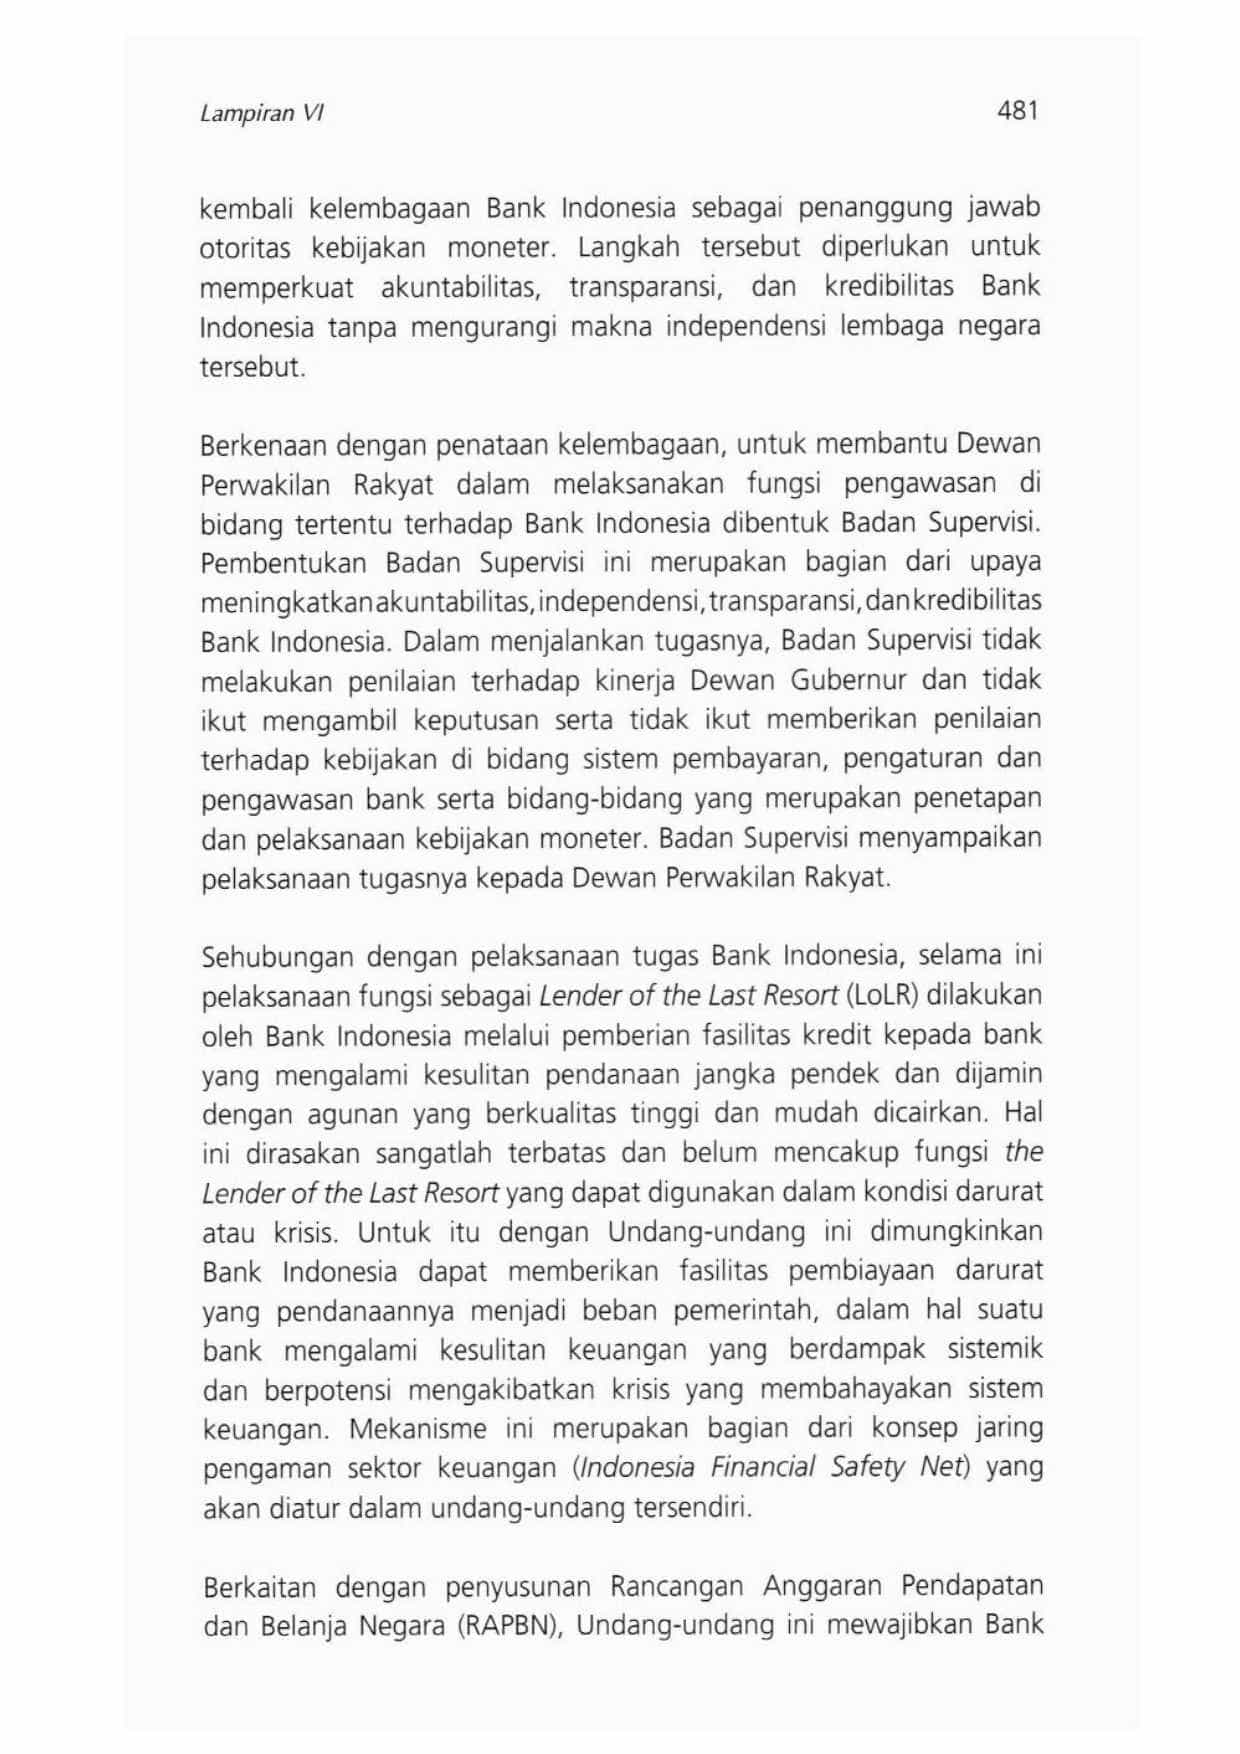 Lampiran VI 481
kembali kelembagaan Bank Indonesia sebagai penanggung jawab
otoritas kebijakan moneter. Langkah tersebut diperlukan untuk
memperkuat akuntabilitas, transparansi, dan kredibilitas Bank
Indonesia tanpa mengurangi makna independensi lembaga negara
tersebut.
Berkenaan dengan penataan kelembagaan, untuk membantu Dewan
Perwakilan Rakyat dalam melaksanakan fungsi pengawasan di
bidang tertentu terhadap Bank Indonesia dibentuk Badan Supervisi.
Pembentukan Badan Supervisi ini merupakan bagian dari upaya
meningkatkan akuntabilitas, independensi, transparansi, dan kredibilitas
Bank Indonesia. Dalam menjalankan tugasnya, Badan Supervisi tidak
melakukan penilaian terhadap kinerja Dewan Gubernur dan tidak
ikut mengambil keputusan serta tidak ikut memberikan penilaian
terhadap kebijakan di bidang sistem pembayaran, pengaturan dan
pengawasan bank serta bidang-bidang yang merupakan penetapan
dan pelaksanaan kebijakan moneter. Badan Supervisi menyampaikan
pelaksanaan tugasnya kepada Dewan Perwakilan Rakyat.
Sehubungan dengan pelaksanaan tugas Bank Indonesia, selama ini
pelaksanaan fungsi sebagai Lender of the Last Resort (LoLR) dilakukan
oleh Bank Indonesia melalui pemberian fasilitas kredit kepada bank
yang mengalami kesulitan pendanaan jangka pendek dan dijamin
dengan agunan yang berkualitas tinggi dan mudah dicairkan. Hal
ini dirasakan sangatlah terbatas dan belum mencakup fungsi the
Lender of the Last Resort yang dapat digunakan dalam kondisi darurat
atau krisis. Untuk itu dengan Undang-undang ini dimungkinkan
Bank Indonesia dapat memberikan fasilitas pembiayaan darurat
yang pendanaannya menjadi beban pemerintah, dalam hal suatu
bank mengalami kesulitan keuangan yang berdampak sistemik
dan berpotensi mengakibatkan krisis yang membahayakan sistem
keuangan. Mekanisme ini merupakan bagian dari konsep jaring
pengaman sektor keuangan (Indonesia Financial Safety Net) yang
akan diatur dalam undang-undang tersendiri.
Berkaitan dengan penyusunan Rancangan Anggaran Pendapatan
dan Belanja Negara (RAPBN), Undang-undang ini mewajibkan Bank